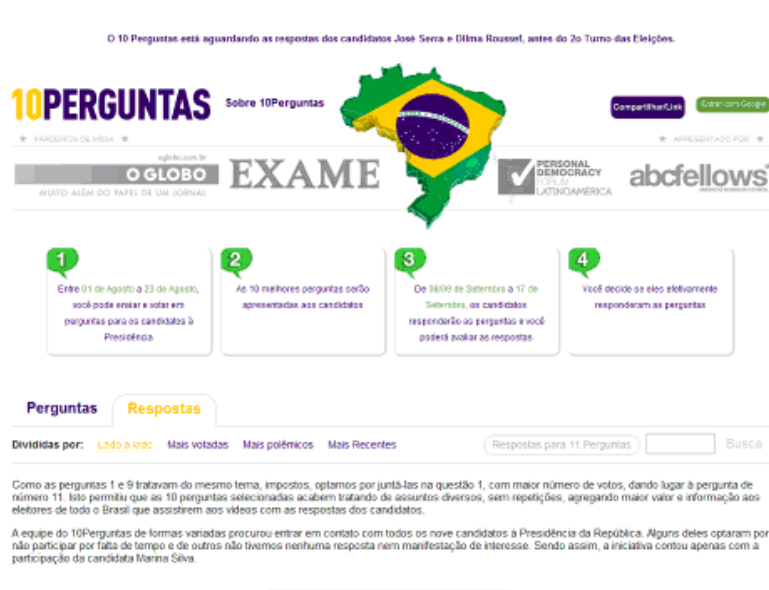 O 10 Perguntas está aguardando as respostas dos candidatos José Serra e Dilma Roussef, antes do 2o Turno das Eleições.
10PERGUNTAS
Sobre 10Perguntas
Compartilhar/Link
Entrar com Google
★ PARCEIROS DE MÍDIA ★
★ APRESENTADO POR ★
oglobo.com.br
O GLOBO
MUITO ALÉM DO PAPEL DE UM JORNAL
EXAME
PERSONAL
DEMOCRACY
FORUM
LATINOAMÉRICA
abcfellows
1
Entre 01 de Agosto a 23 de Agosto,
você pode enviar e votar em
perguntas para os candidatos à
Presidência
2
As 10 melhores perguntas serão
apresentadas aos candidatos
3
De 08/09 de Setembro a 17 de
Setembro, os candidatos
responderão as perguntas e você
poderá avaliar as respostas
4
Você decide se eles efetivamente
responderam as perguntas
Perguntas
Respostas
Divididas por:
Lado a lado
Mais votadas
Mais polêmicos
Mais Recentes
Respostas para 11 Perguntas
Busca
Como as perguntas 1 e 9 tratavam do mesmo tema, impostos, optamos por juntá-las na questão 1, com maior número de votos, dando lugar à pergunta de
número 11. Isto permitiu que as 10 perguntas selecionadas acabem tratando de assuntos diversos, sem repetições, agregando maior valor e informação aos
eleitores de todo o Brasil que assistirem aos vídeos com as respostas dos candidatos.
A equipe do 10Perguntas de formas variadas procurou entrar em contato com todos os nove candidatos à Presidência da República. Alguns deles optaram por
não participar por falta de tempo e de outros não tivemos nenhuma resposta nem manifestação de interesse. Sendo assim, a iniciativa contou apenas com a
participação da candidata Marina Silva.